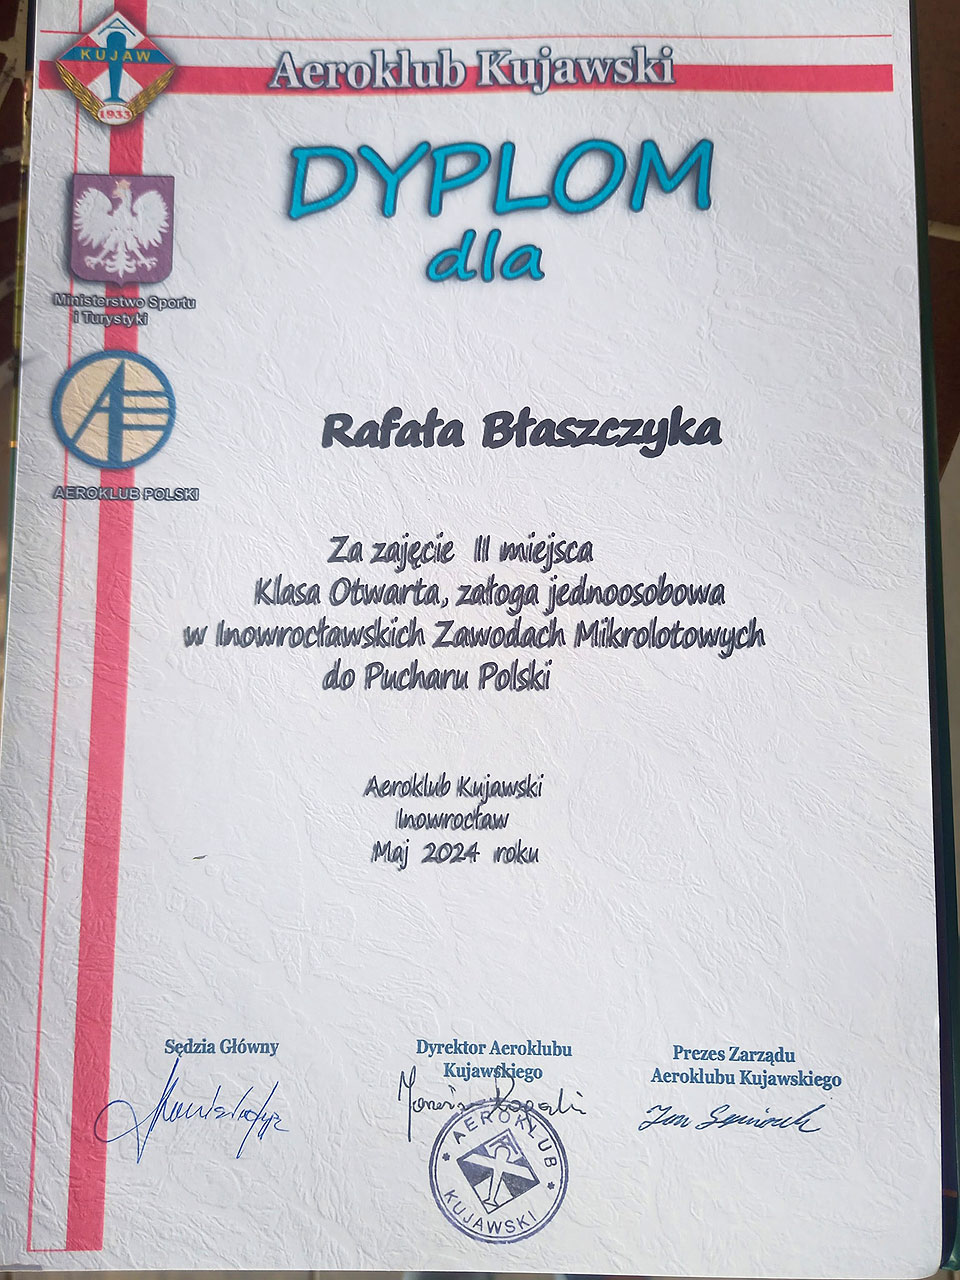 KUJAW
1933
Aeroklub Kujawski
DYPLOM
dla
Ministerstwo Sportu
i Turystyki
AEROKLUB POLSKI
Rafała Błaszczyka
Za zajęcie III miejsca
Klasa Otwarta, załoga jednoosobowa
w Inowrocławskich Zawodach Mikrolotowych
do Pucharu Polski
Aeroklub Kujawski
Inowrocław
Maj 2024 roku
Sędzia Główny
Dyrektor Aeroklubu
Kujawskiego
Prezes Zarządu
Aeroklubu Kujawskiego
AEROKLUB
KUJAWSKI